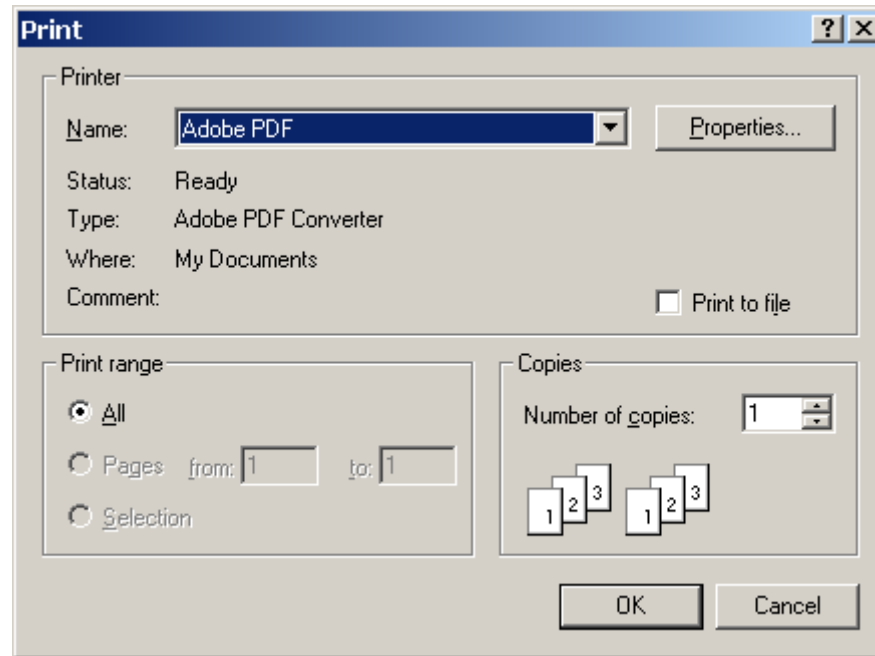 Print
Printer
Name: Adobe PDF Properties...
Status: Ready
Type: Adobe PDF Converter
Where: My Documents
Comment: Print to file
Print range
All
Pages from: 1 to: 1
Selection
Copies
Number of copies: 1
1 2 3 1 2 3
OK Cancel